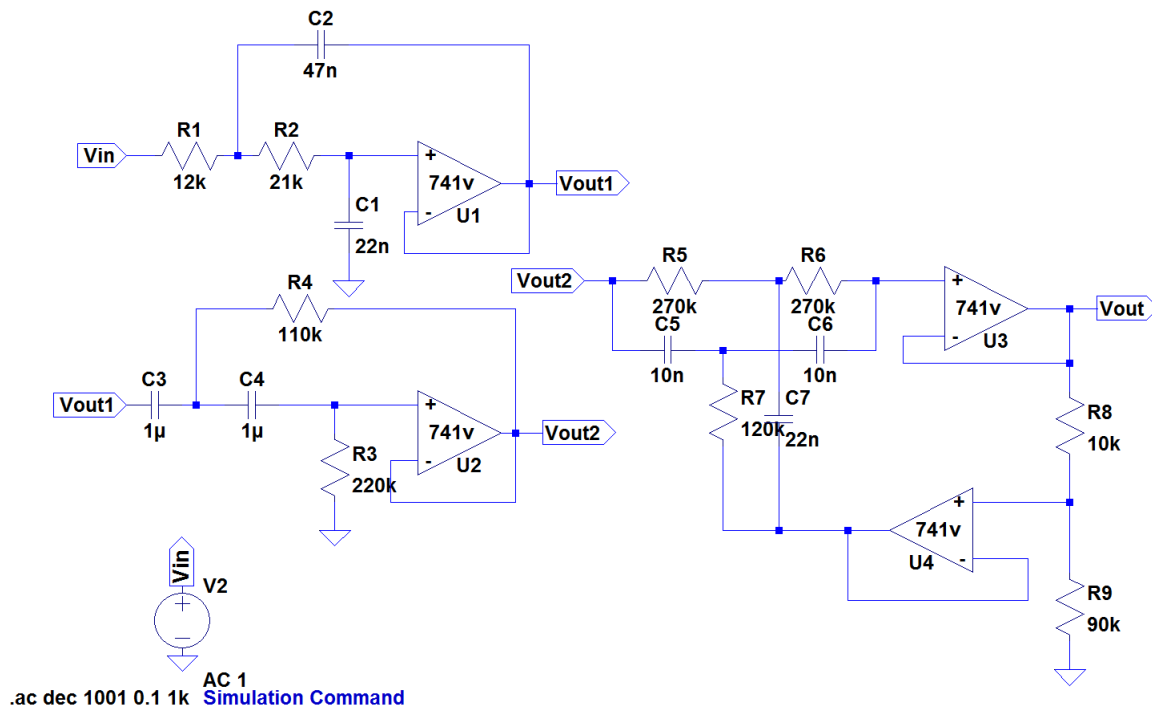 C2
47n
R1
R2
Vin
12k
21k
+
741v
-
U1
Vout1
C1
22n
R4
110k
C3
C4
Vout1
1µ
1µ
+
741v
-
U2
Vout2
R3
220k
Vin
V2
+
−
AC 1
.ac dec 1001 0.1 1k Simulation Command
R5
R6
Vout2
270k
270k
+
741v
-
U3
Vout
C5
C6
10n
10n
R7
120k
C7
22n
R8
10k
+
741v
-
U4
R9
90k